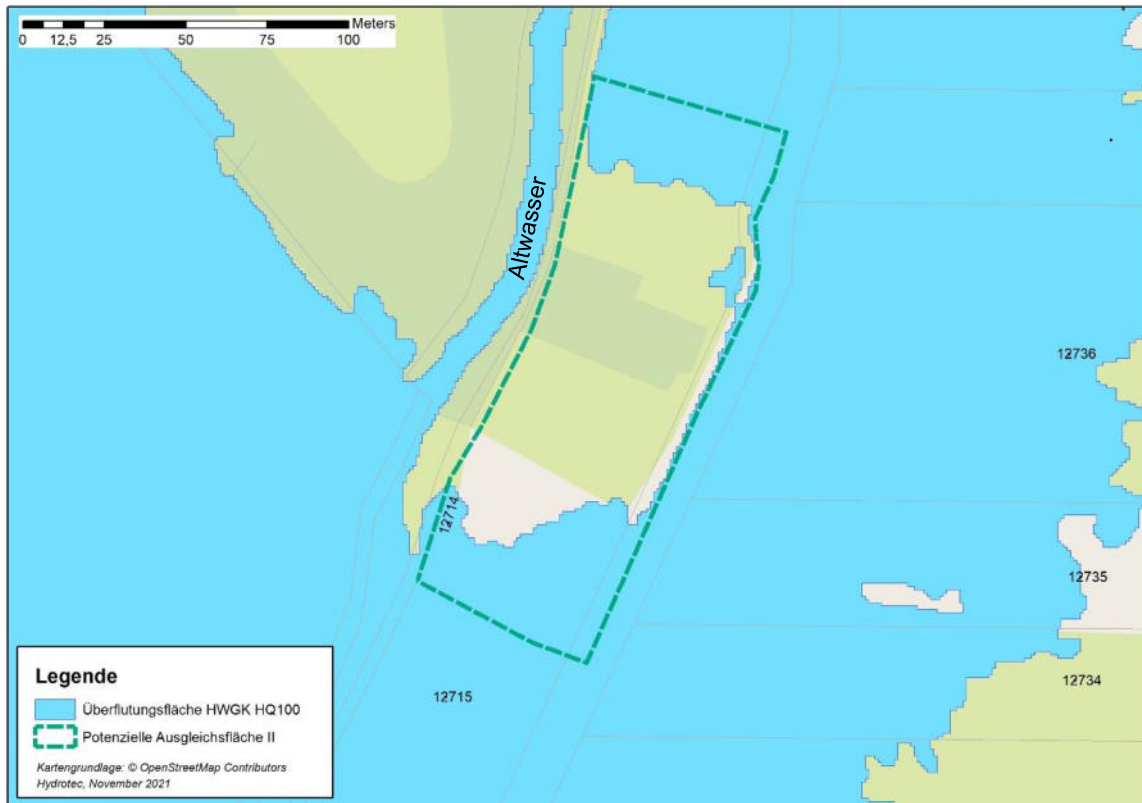 Meters
0 12,5 25 50 75 100
Altwasser
12736
12714
12735
12734
12715
Legende
Überflutungsfläche HWGK HQ100
Potenzielle Ausgleichsfläche II
Kartengrundlage: © OpenStreetMap Contributors
Hydrotec, November 2021